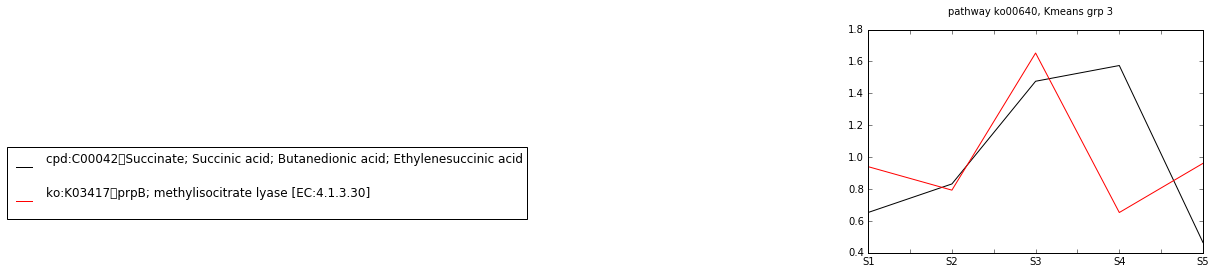 pathway ko00640, Kmeans grp 3
1.8
1.6
1.4
1.2
1.0
0.8
0.6
0.4
S1 S2 S3 S4 S5
cpd:C00042▯Succinate; Succinic acid; Butanedionic acid; Ethylenesuccinic acid
ko:K03417▯prpB; methylisocitrate lyase [EC:4.1.3.30]